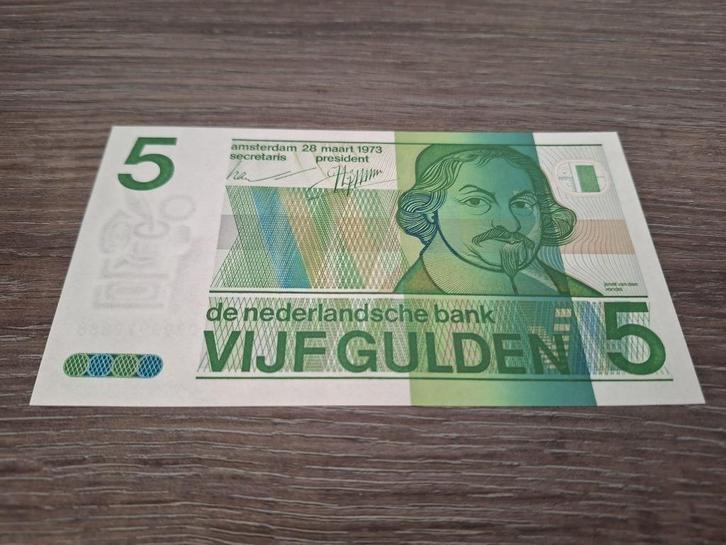 5
amsterdam 28 maart 1973
secretaris president
joost van den
vondel
de nederlandsche bank
VIJF GULDEN 5